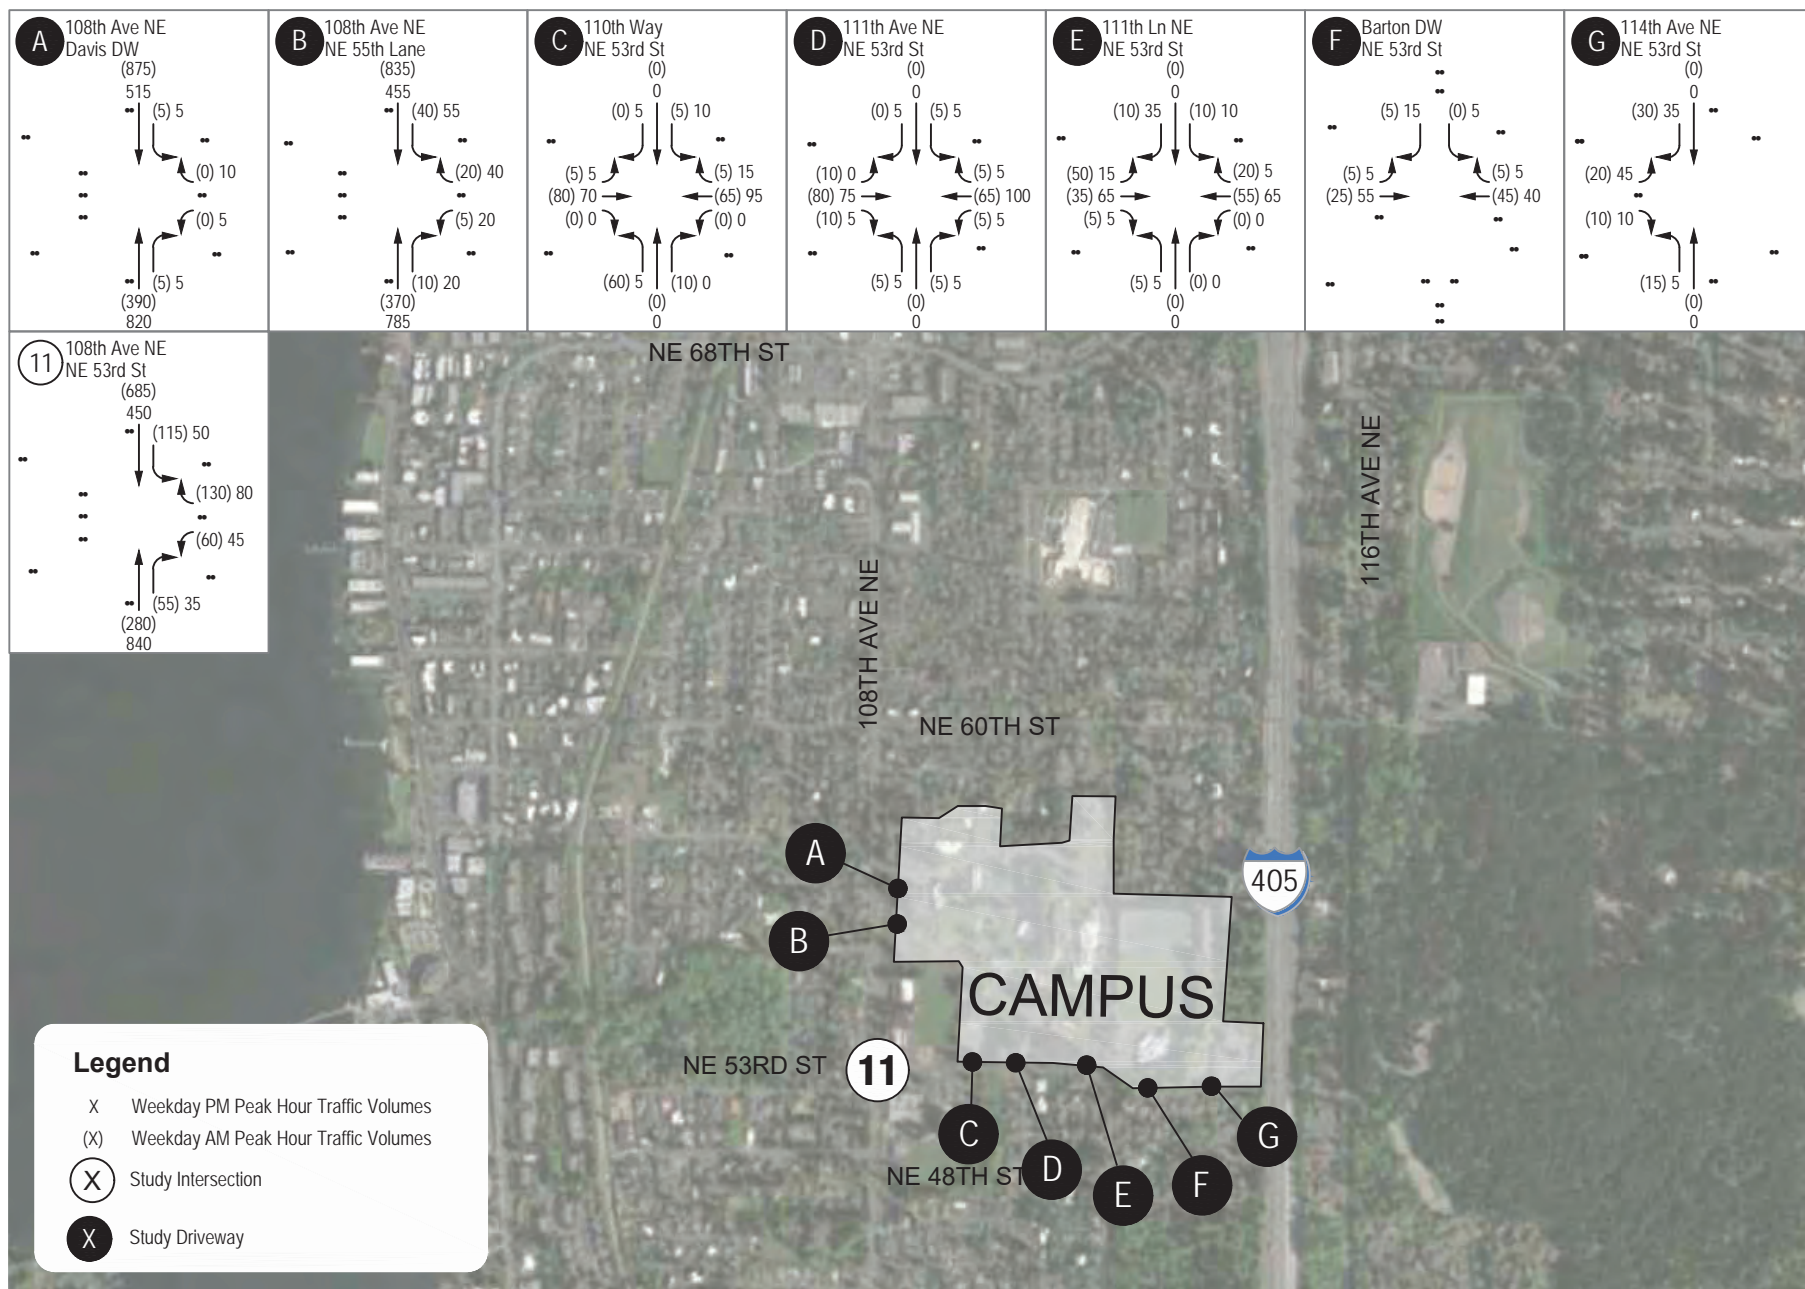 A
108th Ave NE
Davis DW
(875)
515
(5) 5
(0) 10
(0) 5
(5) 5
(390)
820
B
108th Ave NE
NE 55th Lane
(835)
455
(40) 55
(20) 40
(5) 20
(10) 20
(370)
785
C
110th Way
NE 53rd St
(0)
0
(0) 5
(5) 10
(5) 5
(5) 15
(80) 70
(65) 95
(0) 0
(0) 0
(60) 5
(10) 0
(0)
0
D
111th Ave NE
NE 53rd St
(0)
0
(0) 5
(5) 5
(10) 0
(5) 5
(80) 75
(65) 100
(10) 5
(5) 5
(5) 5
(5) 5
(0)
0
E
111th Ln NE
NE 53rd St
(0)
0
(10) 35
(10) 10
(50) 15
(20) 5
(35) 65
(55) 65
(5) 5
(0) 0
(5) 5
(0) 0
(0)
0
F
Barton DW
NE 53rd St
(5) 15
(0) 5
(5) 5
(5) 5
(25) 55
(45) 40
G
114th Ave NE
NE 53rd St
(0)
0
(30) 35
(20) 45
(10) 10
(15) 5
(0)
0
11
108th Ave NE
NE 53rd St
(685)
450
(115) 50
(130) 80
(60) 45
(55) 35
(280)
840
NE 68TH ST
116TH AVE NE
108TH AVE NE
NE 60TH ST
A
405
B
CAMPUS
NE 53RD ST
11
C
G
D
NE 48TH ST
F
E
Legend
X Weekday PM Peak Hour Traffic Volumes
(X) Weekday AM Peak Hour Traffic Volumes
X Study Intersection
X Study Driveway